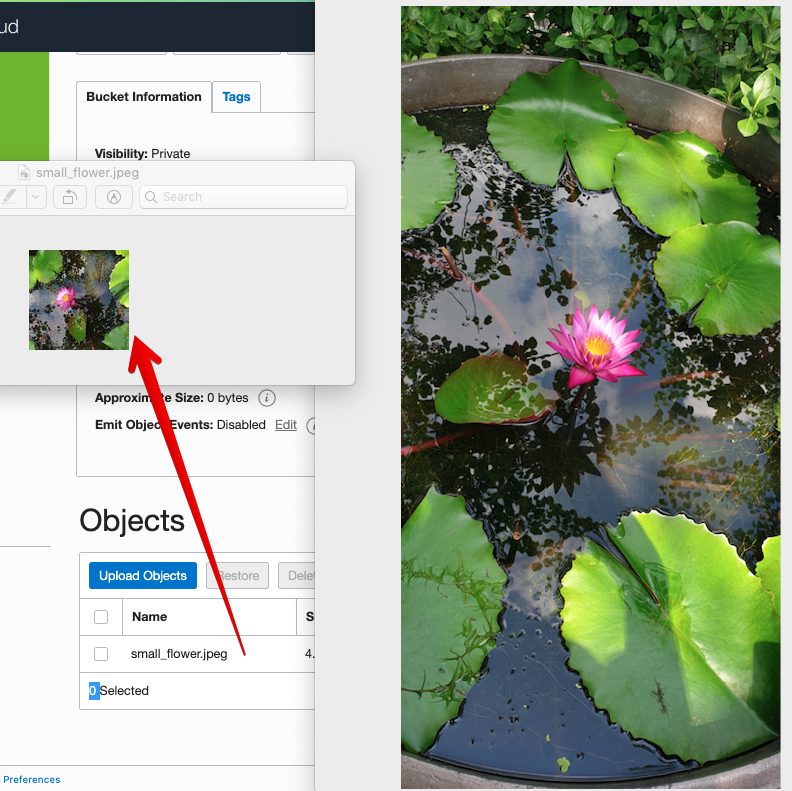 ud
Bucket Information
Tags
Visibility: Private
small_flower.jpeg
Search
Approximate Size: 0 bytes
Emit Object Events: Disabled Edit
Objects
Upload Objects
Restore
Name
small_flower.jpeg
4.
0 Selected
Preferences